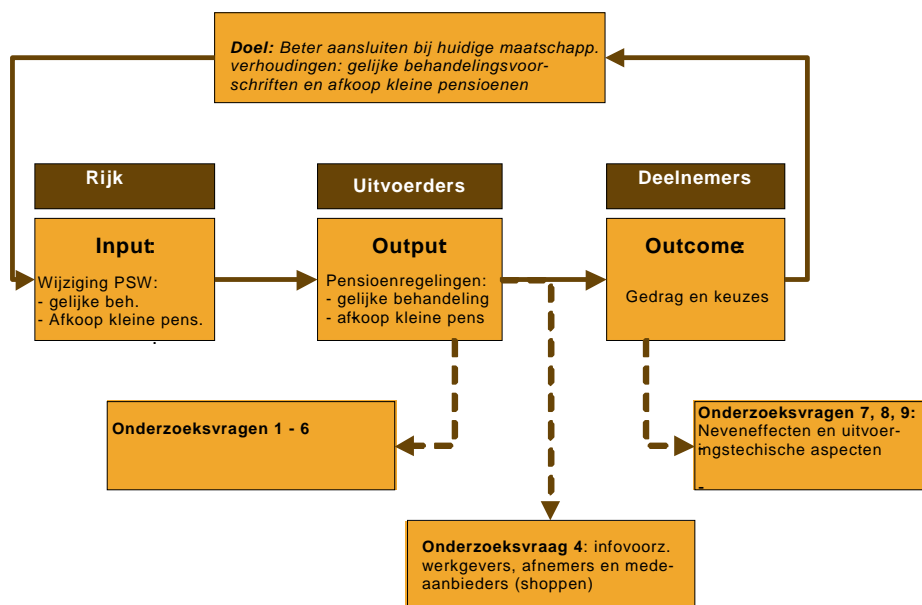 Doel: Beter aansluiten bij huidige maatschapp.
verhoudingen: gelijke behandelingsvoor-
schriften en afkoop kleine pensioenen
Rijk
Uitvoerders
Deelnemers
Input:
Wijziging PSW:
- gelijke beh.
- Afkoop kleine pens.
.
Output
Pensioenregelingen:
- gelijke behandeling
- afkoop kleine pens
Outcome:
Gedrag en keuzes
Onderzoeksvragen 1 - 6
Onderzoeksvragen 7, 8, 9:
Neveneffecten en uitvoer-
ingstechische aspecten
-
-
Onderzoeksvraag 4: infovoorz.
werkgevers, afnemers en mede-
aanbieders (shoppen)